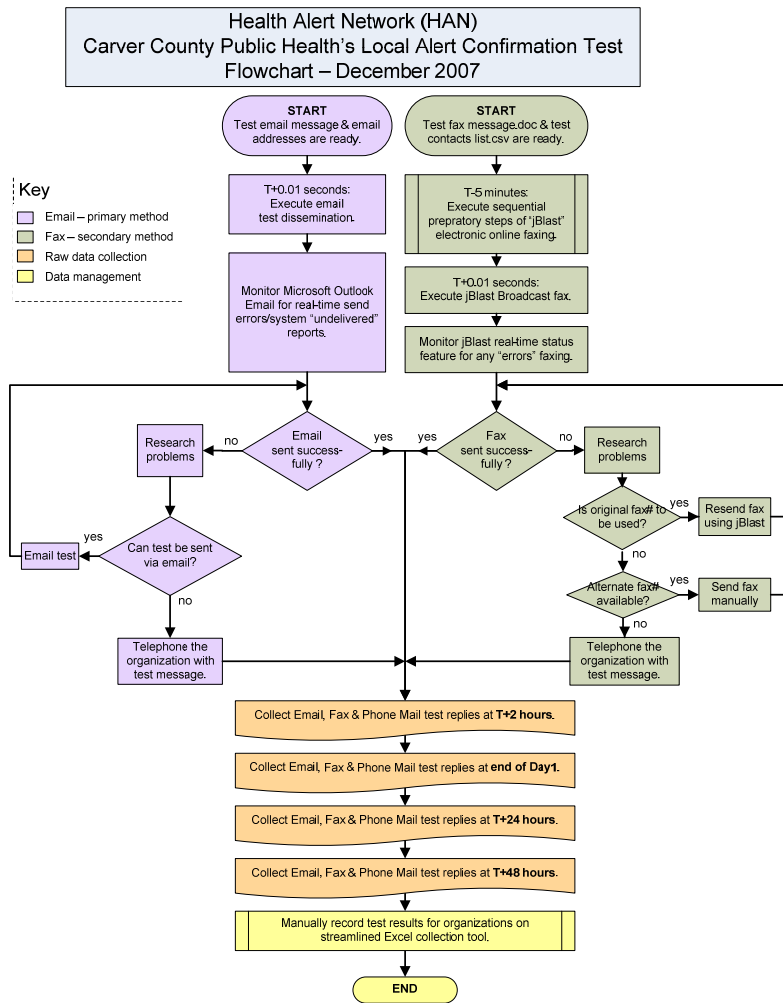 Health Alert Network (HAN)
Carver County Public Health's Local Alert Confirmation Test
Flowchart – December 2007
START
Test email message & email
addresses are ready.
START
Test fax message.doc & test
contacts list.csv are ready.
Key
Email – primary method
Fax – secondary method
Raw data collection
Data management
T+0.01 seconds:
Execute email
test dissemination.
T-5 minutes:
Execute sequential
prepratory steps of "jBlast"
electronic online faxing.
Monitor Microsoft Outlook
Email for real-time send
errors/system "undelivered"
reports.
T+0.01 seconds:
Execute jBlast Broadcast fax.
Monitor jBlast real-time status
feature for any "errors" faxing.
Research
problems
no
Email
sent success-
fully ?
yes
yes
Fax
sent success-
fully ?
no
Research
problems
Is original fax# to
be used?
yes
Resend fax
using jBlast
no
Email test
yes
Can test be sent
via email?
no
Alternate fax#
available?
yes
Send fax
manually
no
Telephone the
organization with
test message.
Telephone the
organization with
test message.
Collect Email, Fax & Phone Mail test replies at T+2 hours.
Collect Email, Fax & Phone Mail test replies at end of Day1.
Collect Email, Fax & Phone Mail test replies at T+24 hours.
Collect Email, Fax & Phone Mail test replies at T+48 hours.
Manually record test results for organizations on
streamlined Excel collection tool.
END